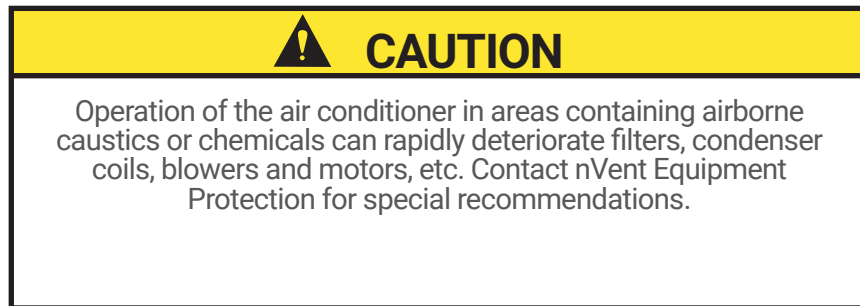 CAUTION
Operation of the air conditioner in areas containing airborne
caustics or chemicals can rapidly deteriorate filters, condenser
coils, blowers and motors, etc. Contact nVent Equipment
Protection for special recommendations.